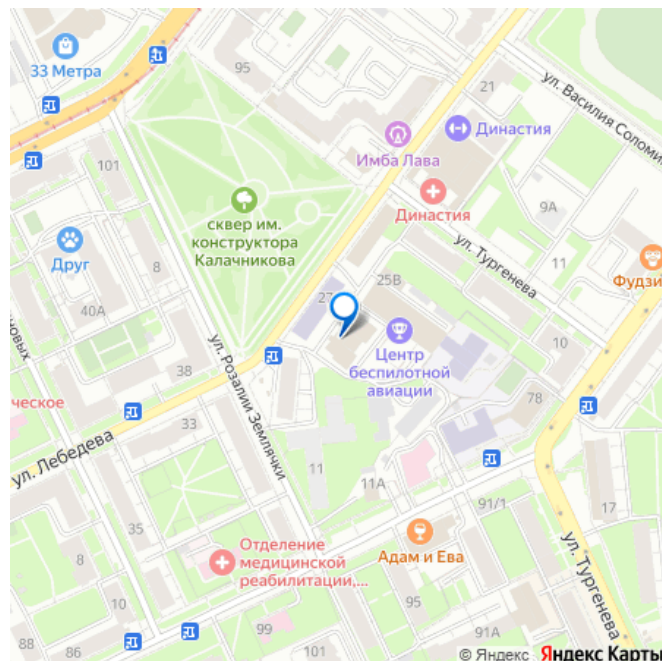 33 Метра
95
21
ул. Василия Соломи
Династия
Имба Лава
101
Династия
сквер им.
конструктора
Калачникова
9А
Друг
8
ул. Тургенева
11
Фудзи
25В
27
40А
новых
Центр
беспилотной
авиации
10
ул. Розалии Землячки
38
ческое
78
33
ул. Лебедева
11
11А
91/1
17
35
Адам и Ева
Отделение
медицинской
реабилитации,...
ул. Тургенева
10
8
99
91А
88
86
© Яндекс Яндекс Карты